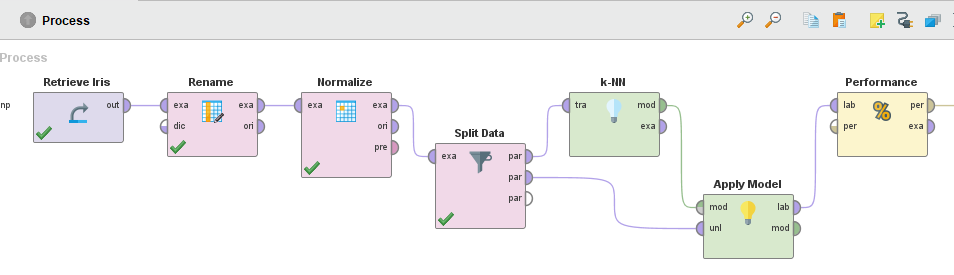 Process
Process
np
Retrieve Iris
out
Rename
exa exa
dic ori
Normalize
exa exa
ori
pre
Split Data
exa par
par
par
k-NN
tra mod
exa
Apply Model
mod lab
unl mod
Performance
lab per
per exa
%